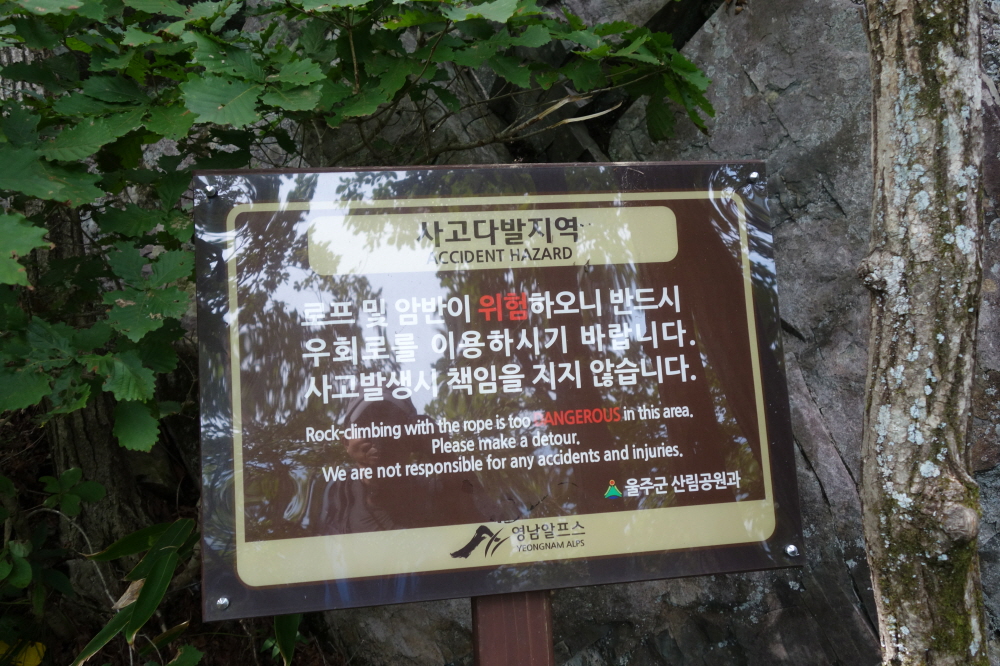 사고다발지역
ACCIDENT HAZARD
로프 및 암반이 위험하오니 반드시
우회로를 이용하시기 바랍니다.
사고발생시 책임을 지지 않습니다.
Rock-climbing with the rope is too DANGEROUS in this area.
Please make a detour.
We are not responsible for any accidents and injuries.
울주군 산림공원과
영남알프스
YEONGNAM ALPS